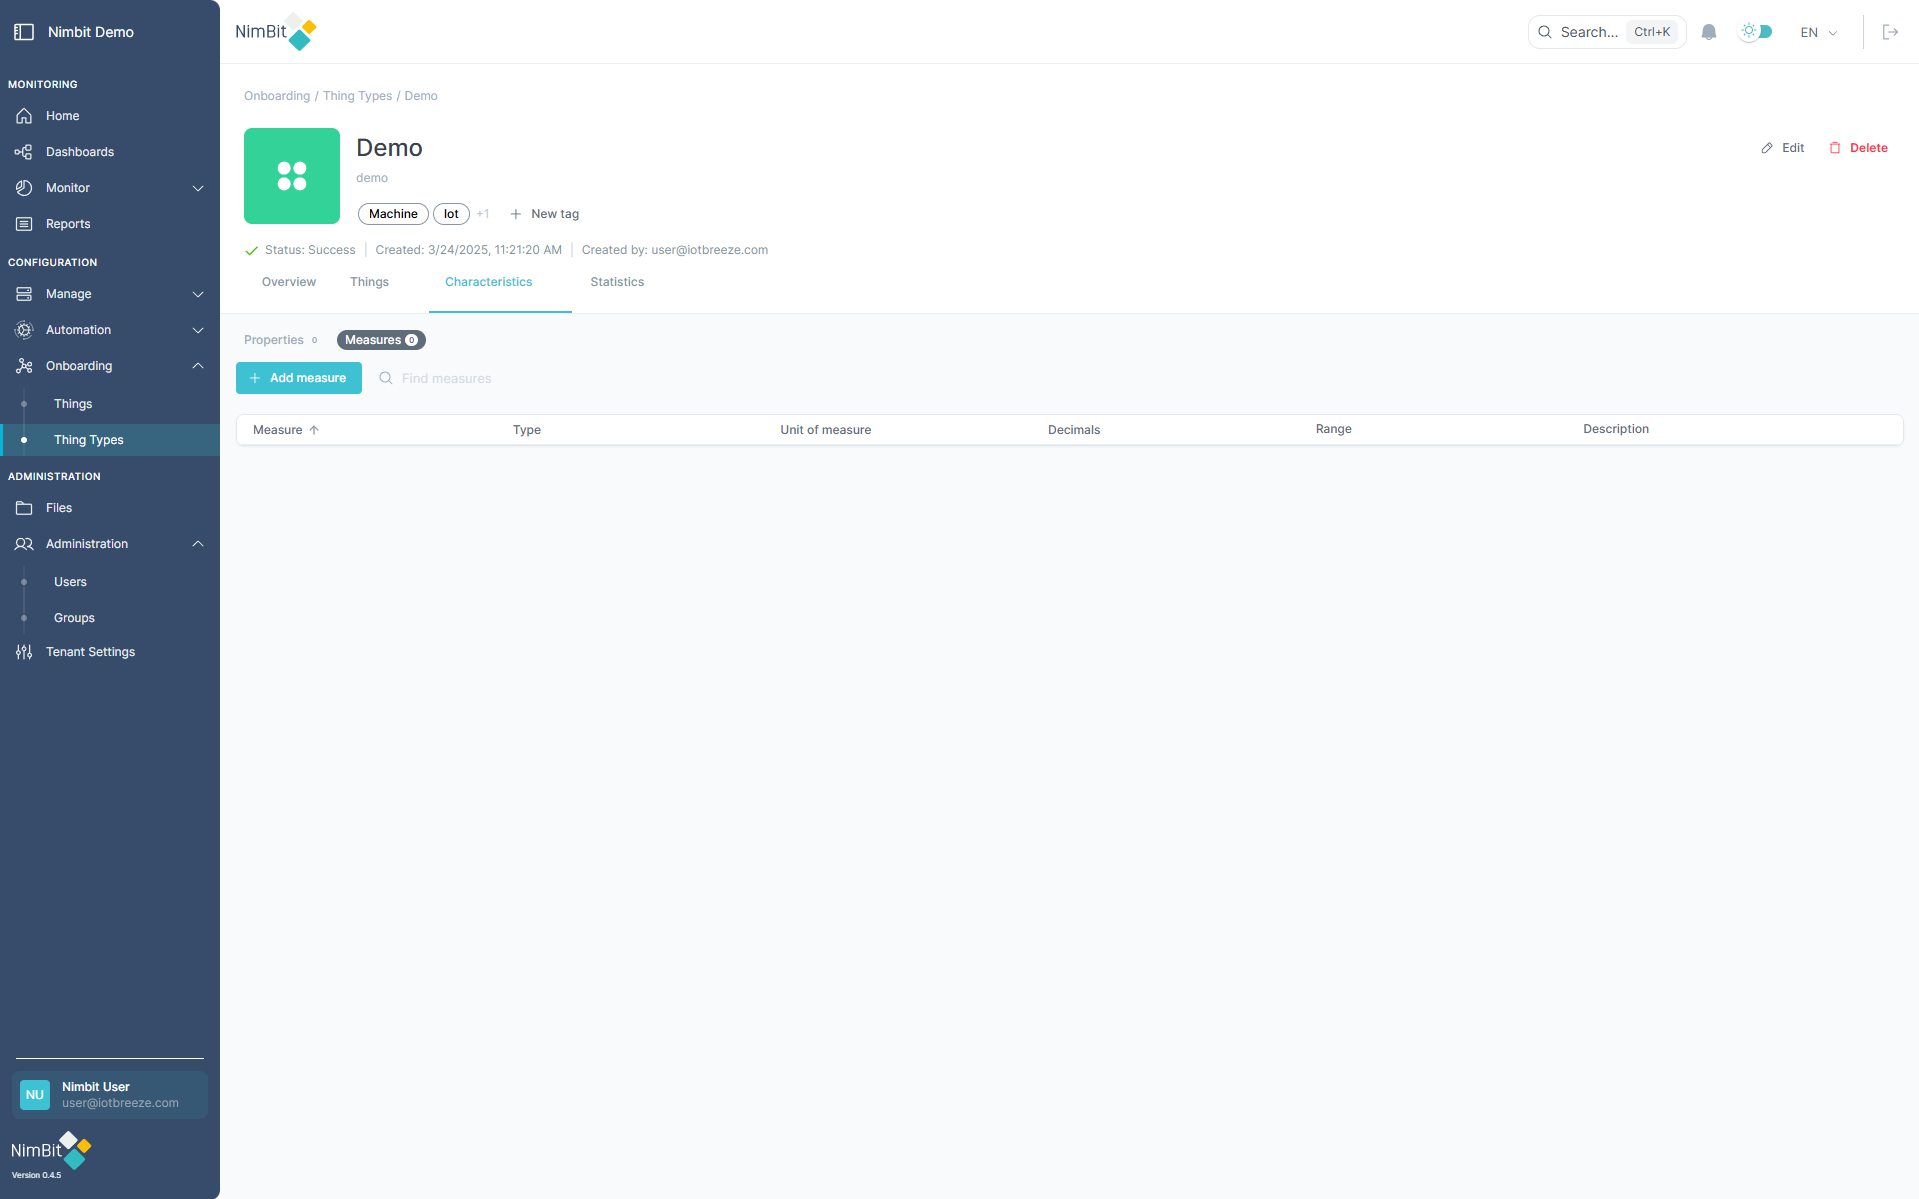 Nimbit Demo
MONITORING
Home
Dashboards
Monitor
Reports
CONFIGURATION
Manage
Automation
Onboarding
Things
Thing Types
ADMINISTRATION
Files
Administration
Users
Groups
Tenant Settings
NU
Nimbit User
user@iotbreeze.com
NimBit
Version 0.4.5
NimBit
Search... Ctrl+K
EN
Onboarding / Thing Types / Demo
Demo
demo
Edit
Delete
Machine Iot +1 New tag
Status: Success Created: 3/24/2025, 11:21:20 AM Created by: user@iotbreeze.com
Overview Things Characteristics Statistics
Properties 0 Measures 0
Add measure Find measures
Measure Type Unit of measure Decimals Range Description